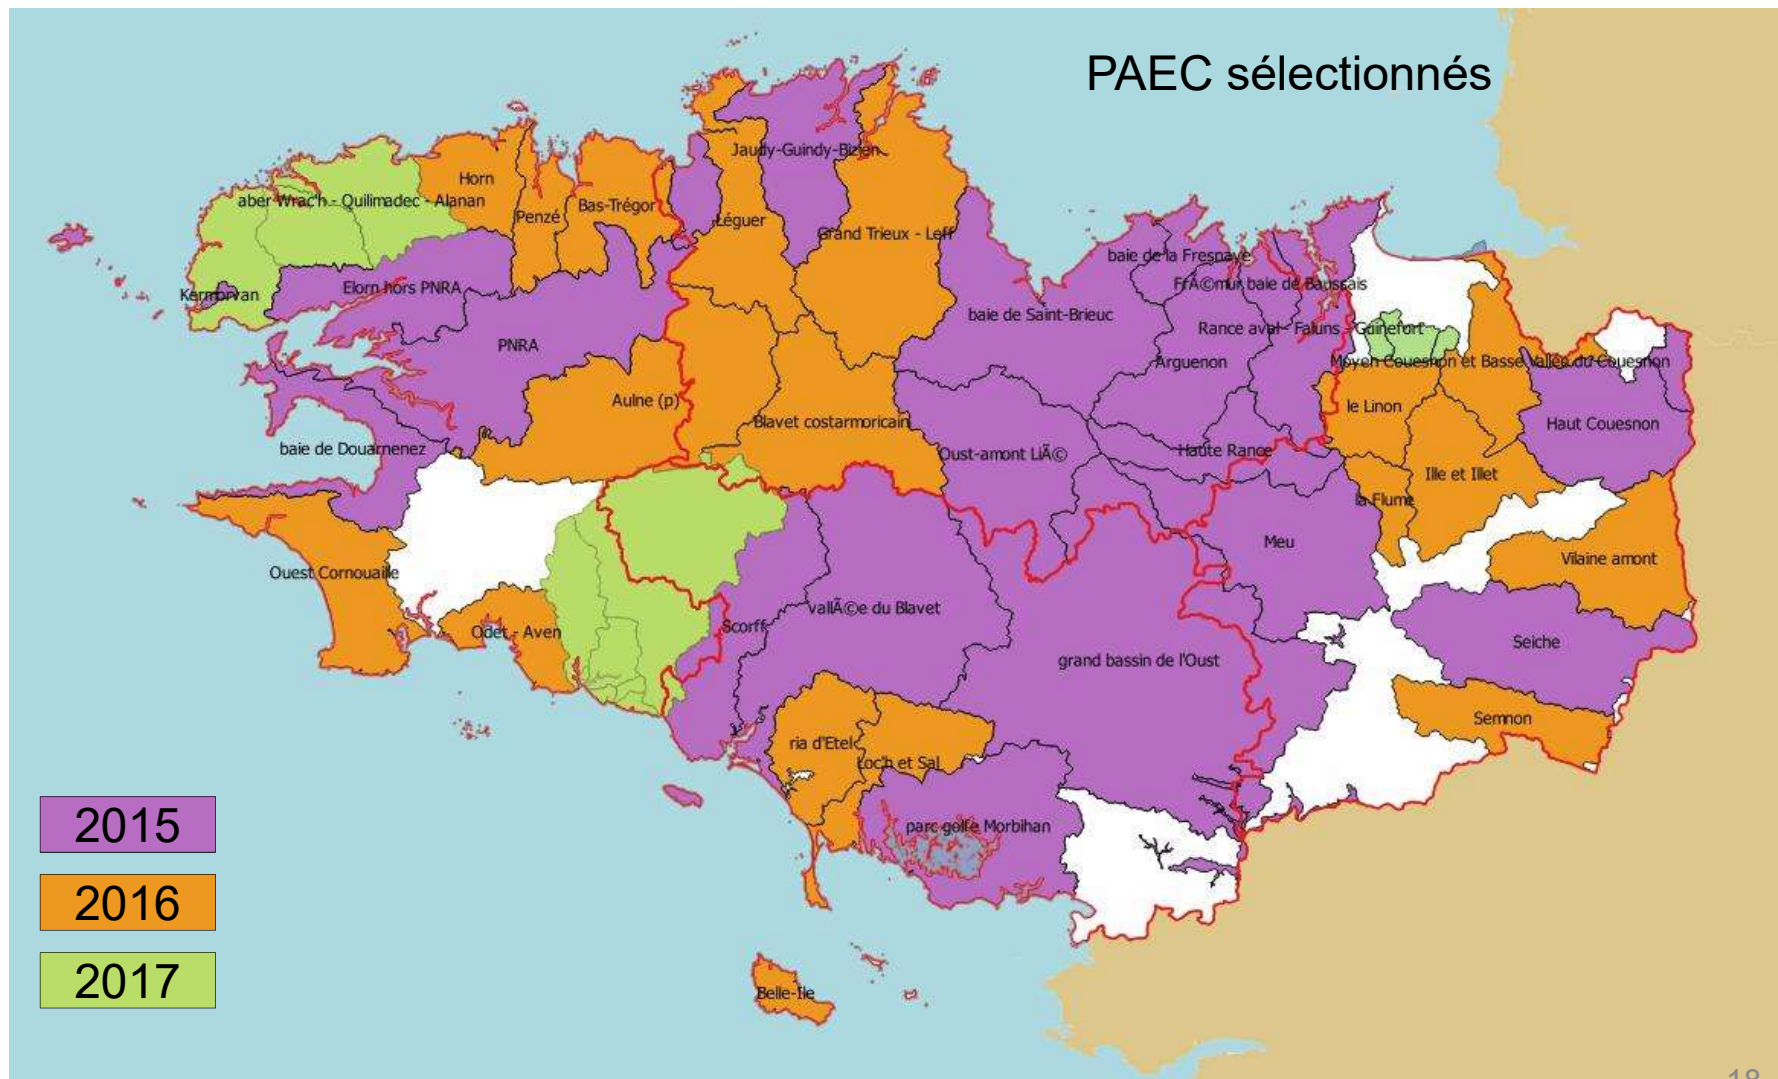 PAEC sélectionnés
Jaudy-Guindy-Bizien
Horn
aber Wrac'h - Quilimadec - Alanan
Penzé
Bas-Trégor
Léguer
Grand Trieux - Leff
baie de la Fresnaye
Kermorvan
Elorn hors PNRA
FrÃ©mur baie de Baussais
baie de Saint-Brieuc
Rance aval - Faluns - Guinefort
PNRA
Arguenon
Moyen Couesnon et Basse Vallée du Couesnon
Aulne (p)
le Linon
Blavet costarmoricain
Haut Couesnon
baie de Douarnenez
Oust-amont LiÃ©
Haute Rance
Ille et Illet
la Flume
Meu
Vilaine amont
Ouest Cornouaille
vallÃ©e du Blavet
Scorff
Odet - Aven
Seiche
grand bassin de l'Oust
Semnon
ria d'Etel
Loc'h et Sal
parc golfe Morbihan
2015
2016
2017
Belle-Ile
18